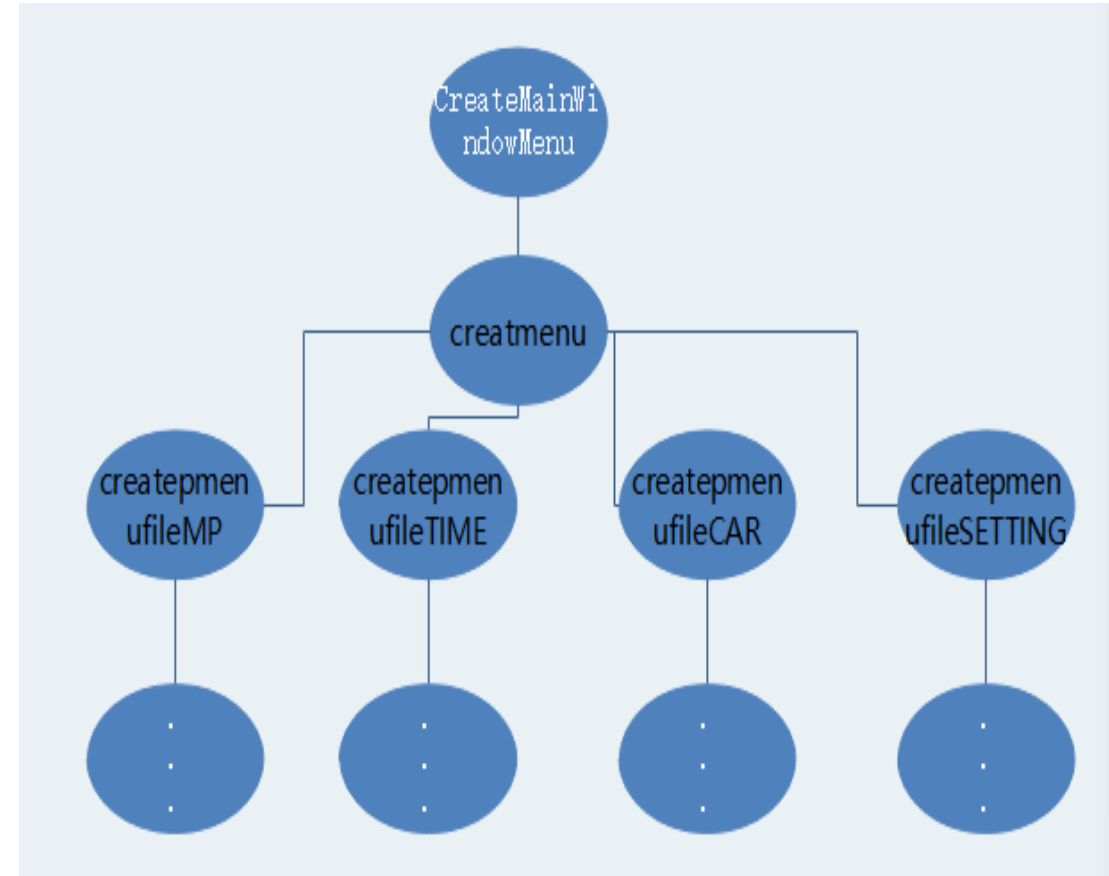 CreateMainWi
ndowMenu
creatmenu
createpmen
ufileMP
createpmen
ufileTIME
createpmen
ufileCAR
createpmen
ufileSETTING
.
.
.
.
.
.
.
.
.
.
.
.